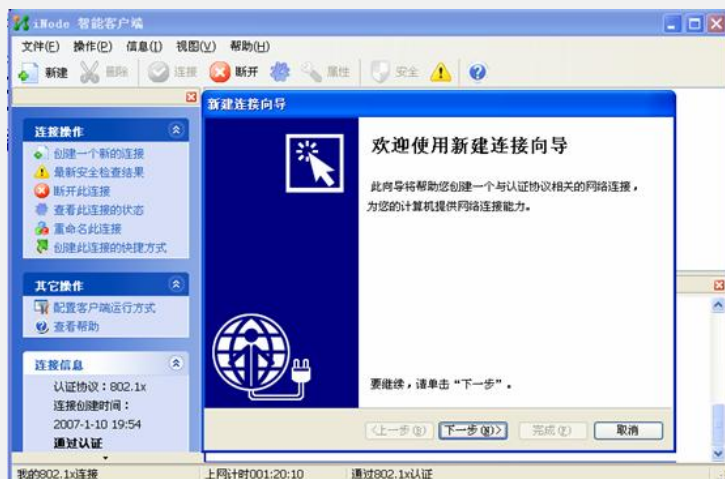 iNode 智能客户端
文件(F) 操作(P) 信息(I) 视图(V) 帮助(H)
新建 删除 连接 断开 属性 安全
新建连接向导
连接操作
创建一个新的连接
最新安全检查结果
断开此连接
查看此连接的状态
重命名此连接
创建此连接的快捷方式
其它操作
配置客户端运行方式
查看帮助
连接信息
认证协议：802.1x
连接创建时间：
2007-1-10 19:54
通过认证
欢迎使用新建连接向导
此向导将帮助您创建一个与认证协议相关的网络连接，
为您的计算机提供网络连接能力。
要继续，请单击“下一步”。
<上一步(B) 下一步(N)> 完成(F) 取消
我的802.1x连接 上网计时001:20:10 通过802.1x认证